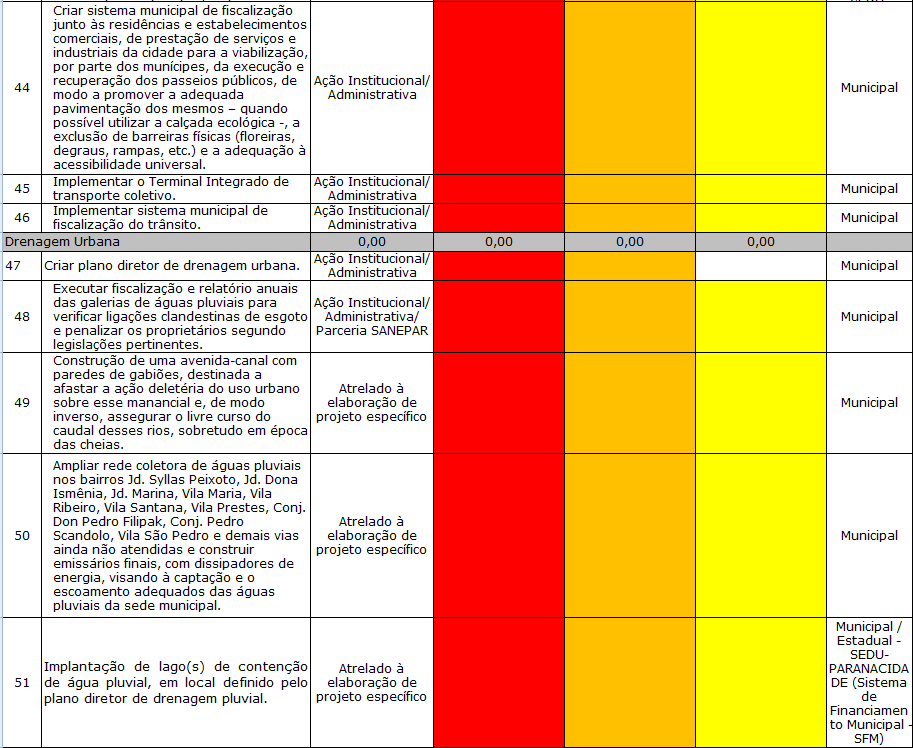 44
Criar sistema municipal de fiscalização
junto às residências e estabelecimentos
comerciais, de prestação de serviços e
industriais da cidade para a viabilização,
por parte dos munícipes, da execução e
recuperação dos passeios públicos, de
modo a promover a adequada
pavimentação dos mesmos – quando
possível utilizar a calçada ecológica -, a
exclusão de barreiras físicas (floreiras,
degraus, rampas, etc.) e a adequação à
acessibilidade universal.
Ação Institucional/
Administrativa
Municipal
45
Implementar o Terminal Integrado de
transporte coletivo.
Ação Institucional/
Administrativa
Municipal
46
Implementar sistema municipal de
fiscalização do trânsito.
Ação Institucional/
Administrativa
Municipal
Drenagem Urbana 0,00 0,00 0,00 0,00
47
Criar plano diretor de drenagem urbana.
Ação Institucional/
Administrativa
Municipal
48
Executar fiscalização e relatório anuais
das galerias de águas pluviais para
verificar ligações clandestinas de esgoto
e penalizar os proprietários segundo
legislações pertinentes.
Ação Institucional/
Administrativa/
Parceria SANEPAR
Municipal
49
Construção de uma avenida-canal com
paredes de gabiões, destinada a
afastar a ação deletéria do uso urbano
sobre esse manancial e, de modo
inverso, assegurar o livre curso do
caudal desses rios, sobretudo em época
das cheias.
Atrelado à
elaboração de
projeto específico
Municipal
50
Ampliar rede coletora de águas pluviais
nos bairros Jd. Syllas Peixoto, Jd. Dona
Ismênia, Jd. Marina, Vila Maria, Vila
Ribeiro, Vila Santana, Vila Prestes, Conj.
Don Pedro Filipak, Conj. Pedro
Scandolo, Vila São Pedro e demais vias
ainda não atendidas e construir
emissários finais, com dissipadores de
energia, visando à captação e o
escoamento adequados das águas
pluviais da sede municipal.
Atrelado à
elaboração de
projeto específico
Municipal
51
Implantação de lago(s) de contenção
de água pluvial, em local definido pelo
plano diretor de drenagem pluvial.
Atrelado à
elaboração de
projeto específico
Municipal /
Estadual -
SEDU-
PARANACIDA
DE (Sistema
de
Financiamen
to Municipal -
SFM)